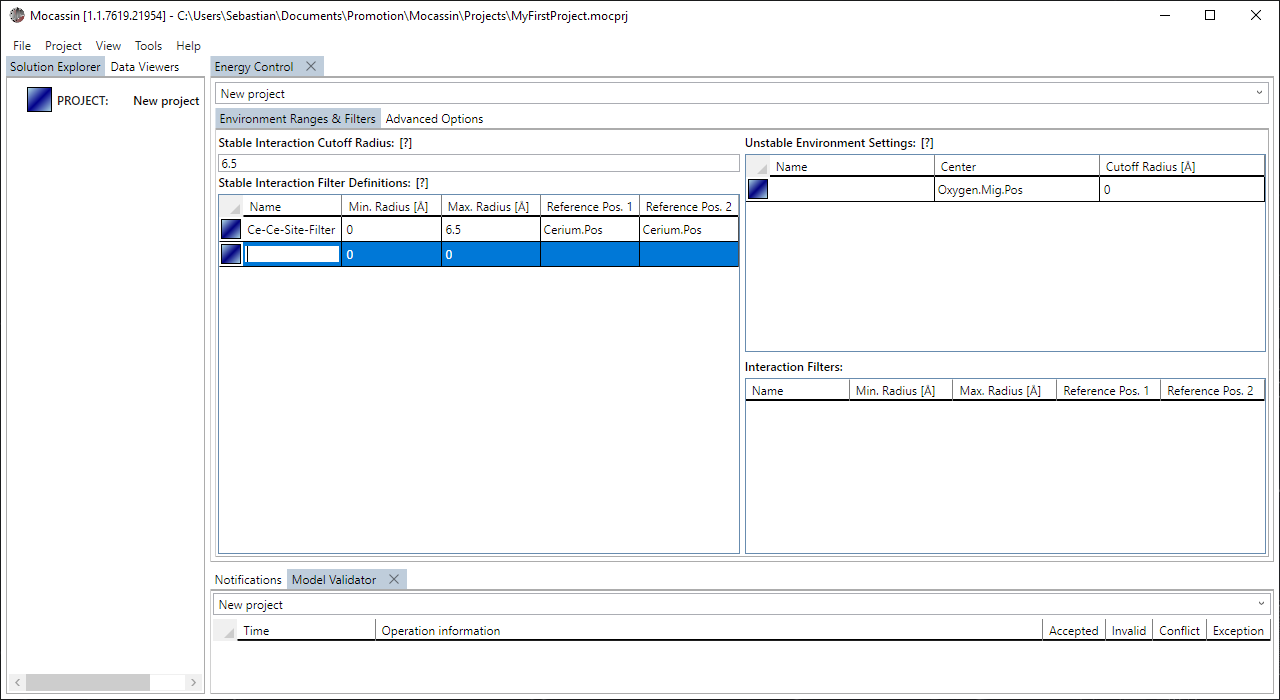 Mocassin [1.1.7619.21954] - C:\Users\Sebastian\Documents\Promotion\Mocassin\Projects\MyFirstProject.mocprj
File Project View Tools Help
Solution Explorer Data Viewers
PROJECT: New project
Energy Control
New project
Environment Ranges & Filters Advanced Options
Stable Interaction Cutoff Radius: [?]
6.5
Stable Interaction Filter Definitions: [?]
Name Min. Radius [Å] Max. Radius [Å] Reference Pos. 1 Reference Pos. 2
Ce-Ce-Site-Filter 0 6.5 Cerium.Pos Cerium.Pos
0 0
Unstable Environment Settings: [?]
Name Center Cutoff Radius [Å]
Oxygen.Mig.Pos 0
Interaction Filters:
Name Min. Radius [Å] Max. Radius [Å] Reference Pos. 1 Reference Pos. 2
Notifications Model Validator
New project
Time Operation information Accepted Invalid Conflict Exception